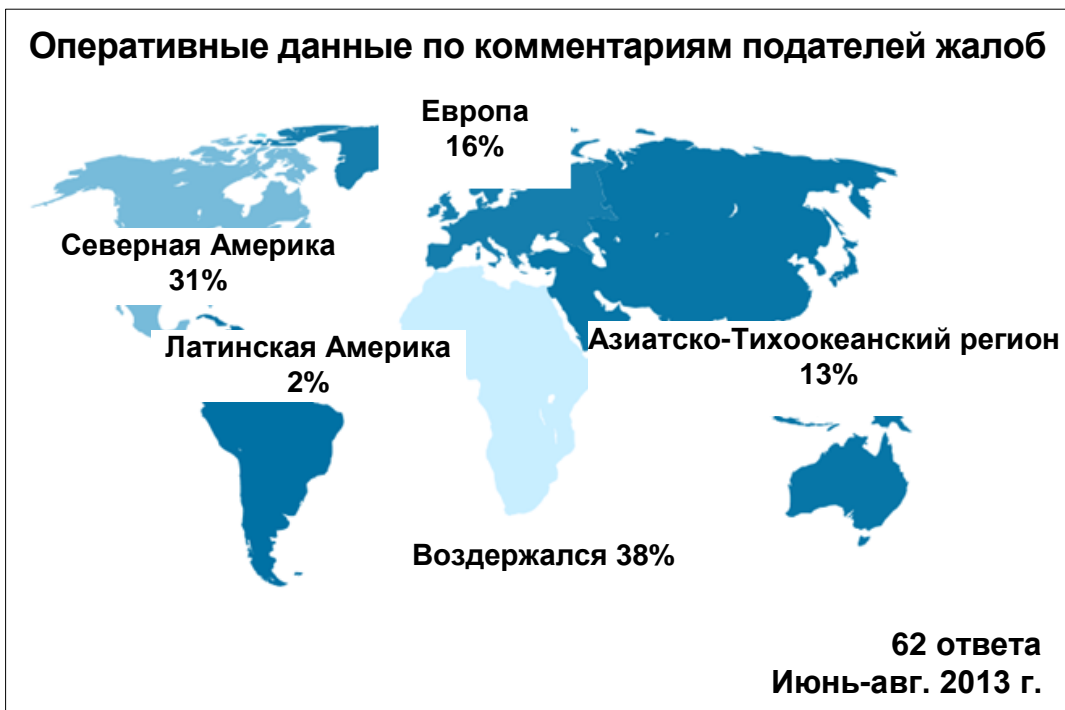 Оперативные данные по комментариям подателей жалоб
Европа
16%
Северная Америка
31%
Латинская Америка
2%
Азиатско-Тихоокеанский регион
13%
Воздержался 38%
62 ответа
Июнь-авг. 2013 г.